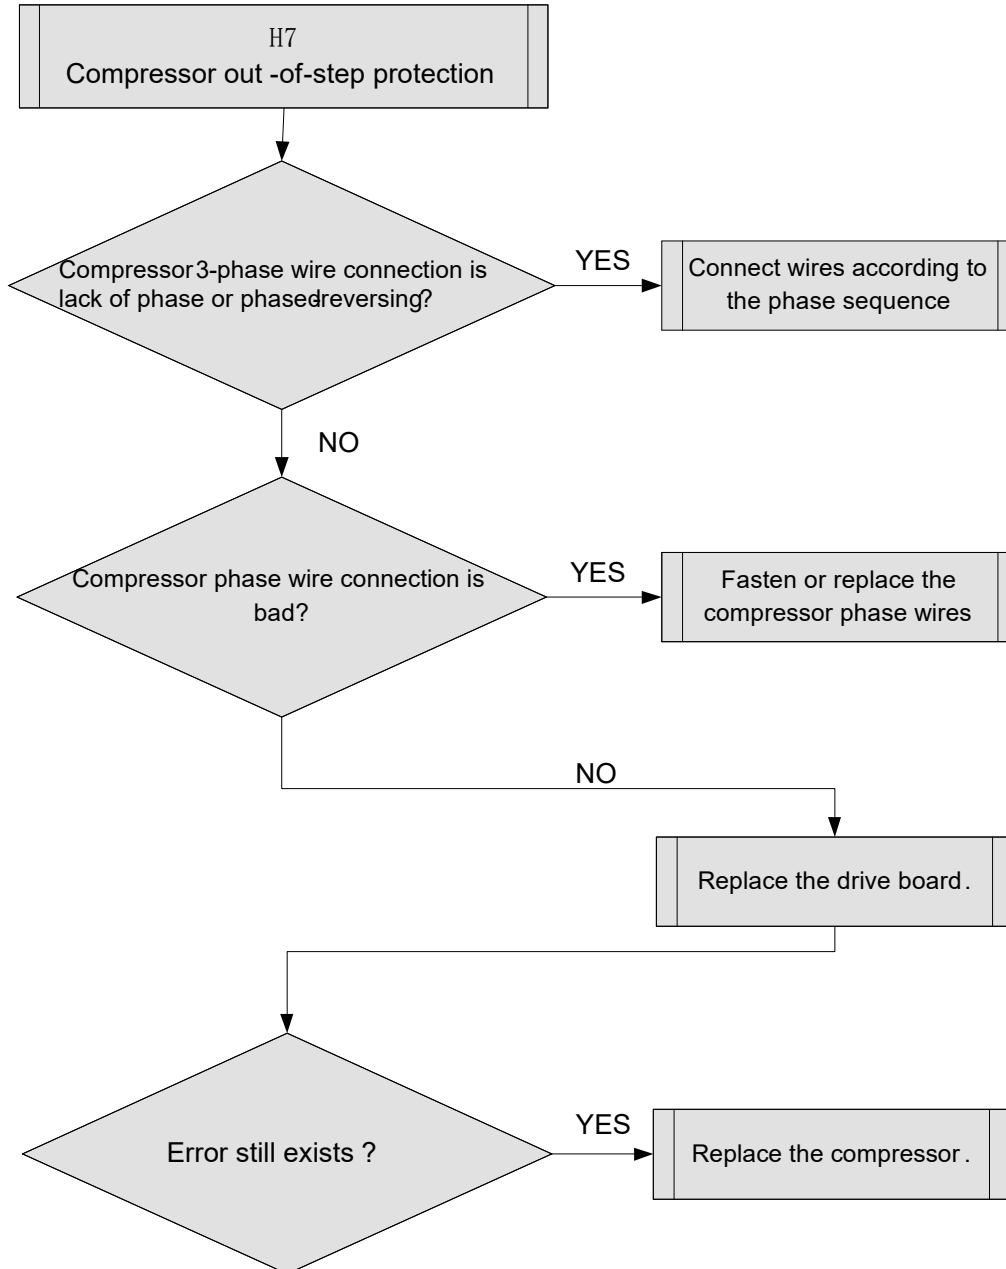 H7
Compressor out -of-step protection
Compressor 3-phase wire connection is
lack of phase or phased-reversing?
YES
Connect wires according to
the phase sequence
NO
Compressor phase wire connection is
bad?
YES
Fasten or replace the
compressor phase wires
NO
Replace the drive board .
Error still exists ?
YES
Replace the compressor .